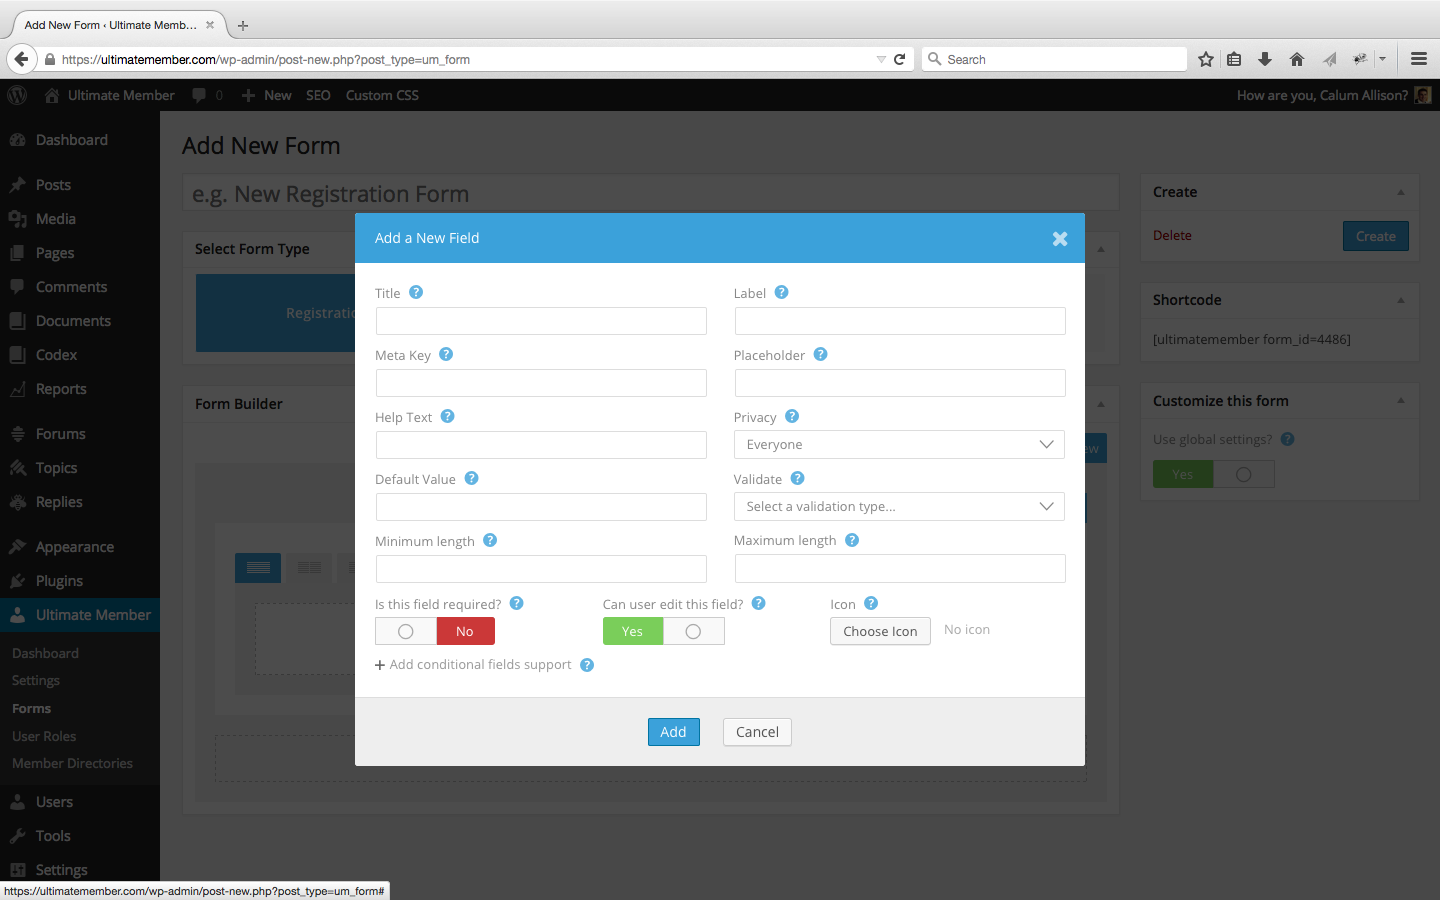 Add New Form ‹ Ultimate Memb...
https://ultimatemember.com/wp-admin/post-new.php?post_type=um_form
Search
Ultimate Member
0
New
SEO
Custom CSS
How are you, Calum Allison?
Dashboard
Posts
Media
Pages
Comments
Documents
Codex
Reports
Forums
Topics
Replies
Appearance
Plugins
Ultimate Member
Dashboard
Settings
Forms
User Roles
Member Directories
Users
Tools
Settings
Add New Form
e.g. New Registration Form
Select Form Type
Form Builder
Add a New Field
Title
Label
Meta Key
Placeholder
Help Text
Privacy
Everyone
Default Value
Validate
Select a validation type...
Minimum length
Maximum length
Is this field required?
No
Can user edit this field?
Yes
Icon
Choose Icon
No icon
Add conditional fields support
Add
Cancel
Create
Delete
Create
Shortcode
[ultimatemember form_id=4486]
Customize this form
Use global settings?
Yes
https://ultimatemember.com/wp-admin/post-new.php?post_type=um_form#